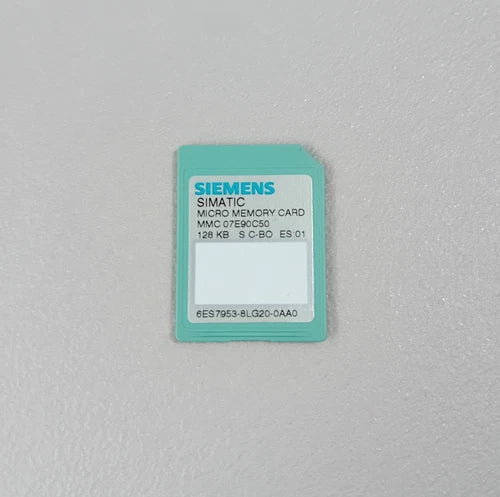 SIEMENS
SIMATIC
MICRO MEMORY CARD
MMC 07E90C50
128 KB S C-BO ES:01
6ES7953-8LG20-0AA0